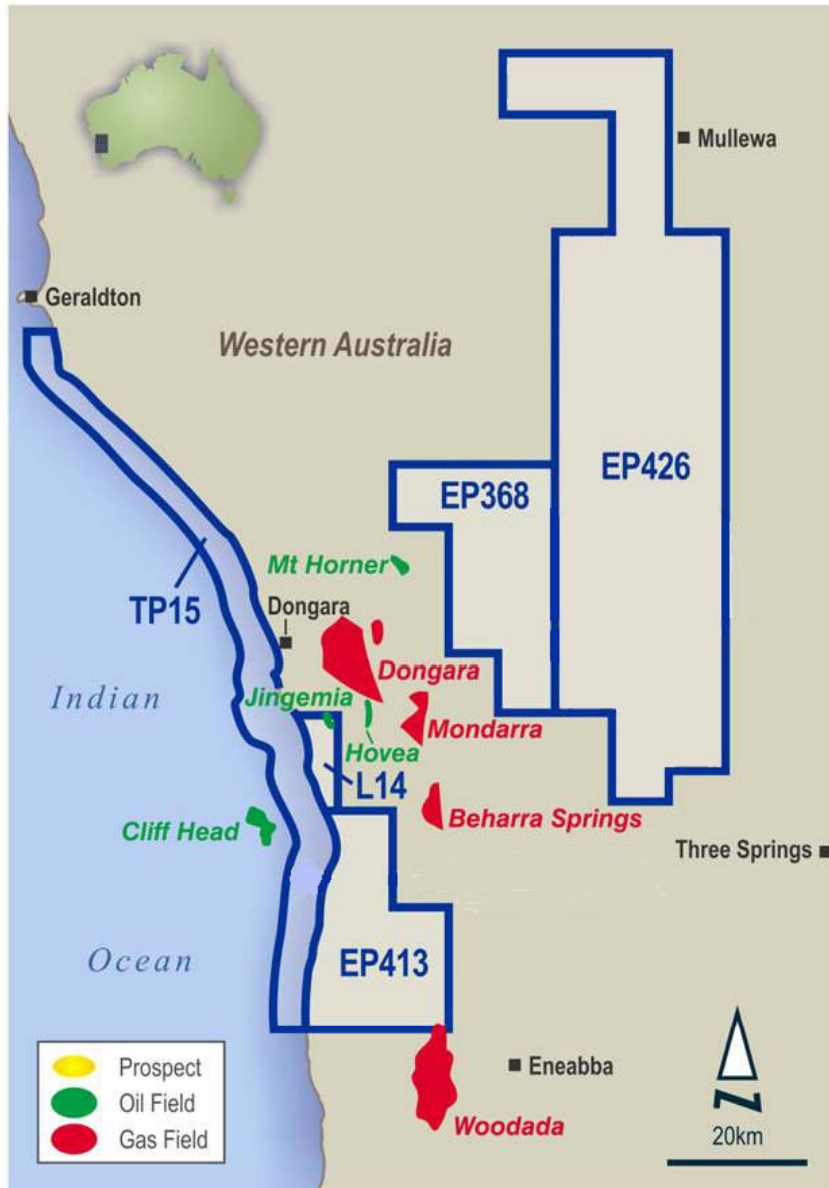 Mullewa
Geraldton
Western Australia
EP426
EP368
Mt Horner
TP15
Dongara
Dongara
Indian
Jingemia
Mondarra
Hovea
L14
Cliff Head
Beharra Springs
Three Springs
Ocean
EP413
Prospect
Oil Field
Gas Field
Eneabba
Woodada
N
20km